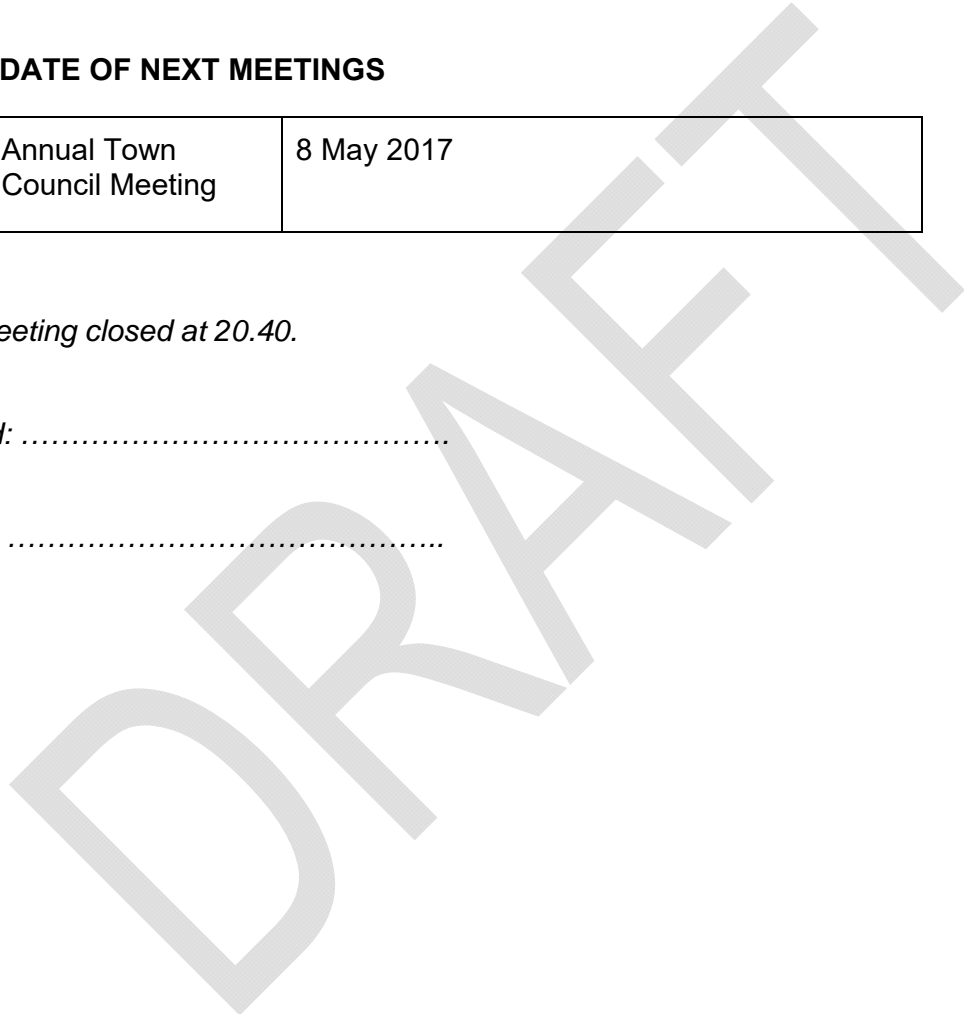 DATE OF NEXT MEETINGS
Annual Town
Council Meeting
8 May 2017
eeting closed at 20.40.
d: …………………………………….
……………………………………..
DRAFT